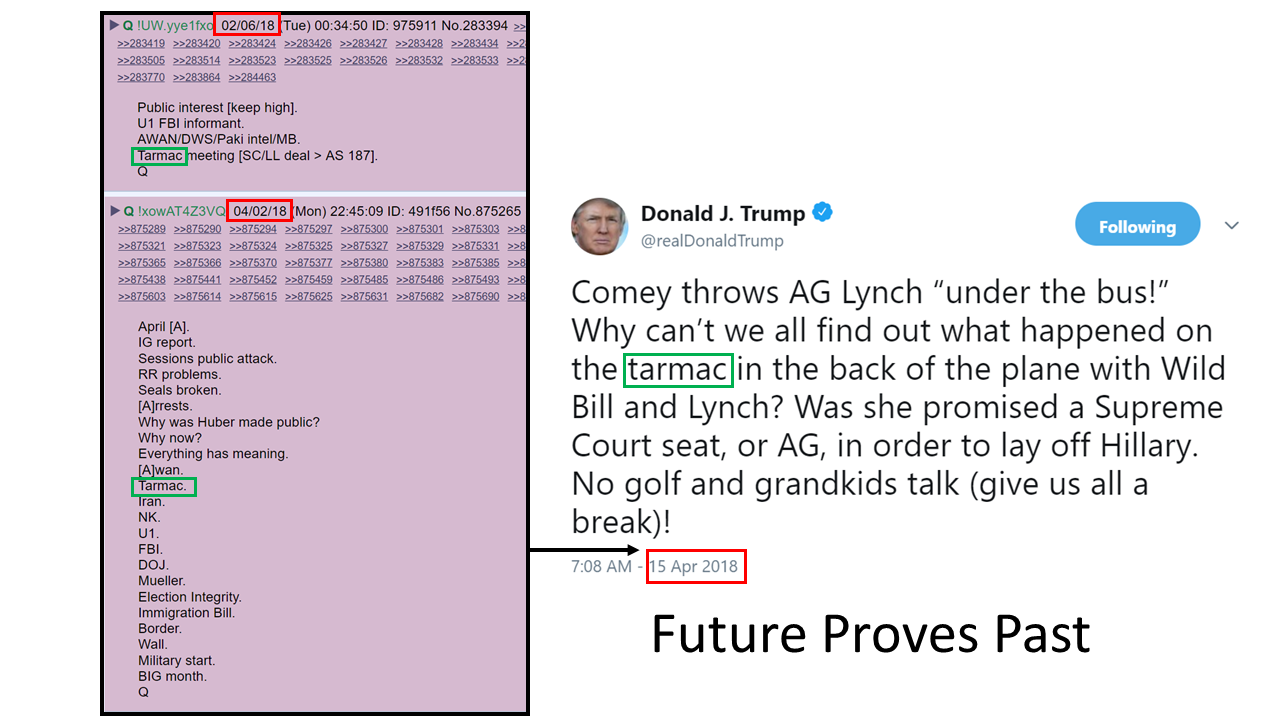 Q !UW.yye1fxo 02/06/18 (Tue) 00:34:50 ID: 975911 No.283394 >>
>>283419 >>283420 >>283424 >>283426 >>283427 >>283428 >>283434 >>2
>>283505 >>283514 >>283523 >>283525 >>283526 >>283532 >>283533 >>2
>>283770 >>283864 >>284463
Public interest [keep high].
U1 FBI informant.
AWAN/DWS/Paki intel/MB.
Tarmac meeting [SC/LL deal > AS 187].
Q
Q !xowAT4Z3VQ 04/02/18 (Mon) 22:45:09 ID: 491f56 No.875265
>>875289 >>875290 >>875294 >>875297 >>875300 >>875301 >>875303 >>8
>>875321 >>875323 >>875324 >>875325 >>875327 >>875329 >>875331 >>8
>>875365 >>875366 >>875370 >>875377 >>875380 >>875383 >>875385 >>8
>>875438 >>875441 >>875452 >>875459 >>875485 >>875486 >>875493 >>8
>>875603 >>875614 >>875615 >>875625 >>875631 >>875682 >>875690 >>8
April [A].
IG report.
Sessions public attack.
RR problems.
Seals broken.
[A]rrests.
Why was Huber made public?
Why now?
Everything has meaning.
[A]wan.
Tarmac.
Iran.
NK.
U1.
FBI.
DOJ.
Mueller.
Election Integrity.
Immigration Bill.
Border.
Wall.
Military start.
BIG month.
Q
Donald J. Trump
@realDonaldTrump
Following
Comey throws AG Lynch “under the bus!”
Why can’t we all find out what happened on
the tarmac in the back of the plane with Wild
Bill and Lynch? Was she promised a Supreme
Court seat, or AG, in order to lay off Hillary.
No golf and grandkids talk (give us all a
break)!
7:08 AM - 15 Apr 2018
Future Proves Past